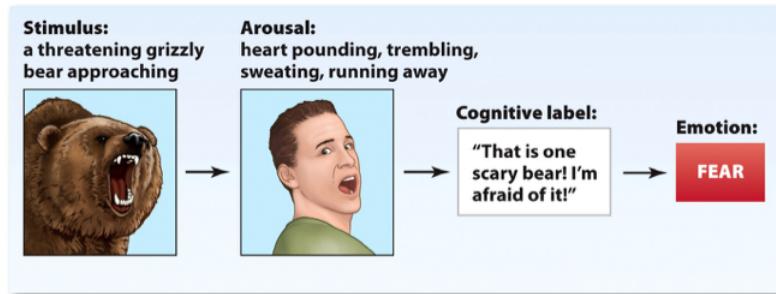 Stimulus:
a threatening grizzly
bear approaching
Arousal:
heart pounding, trembling,
sweating, running away
Cognitive label:
“That is one
scary bear! I’m
afraid of it!”
Emotion:
FEAR